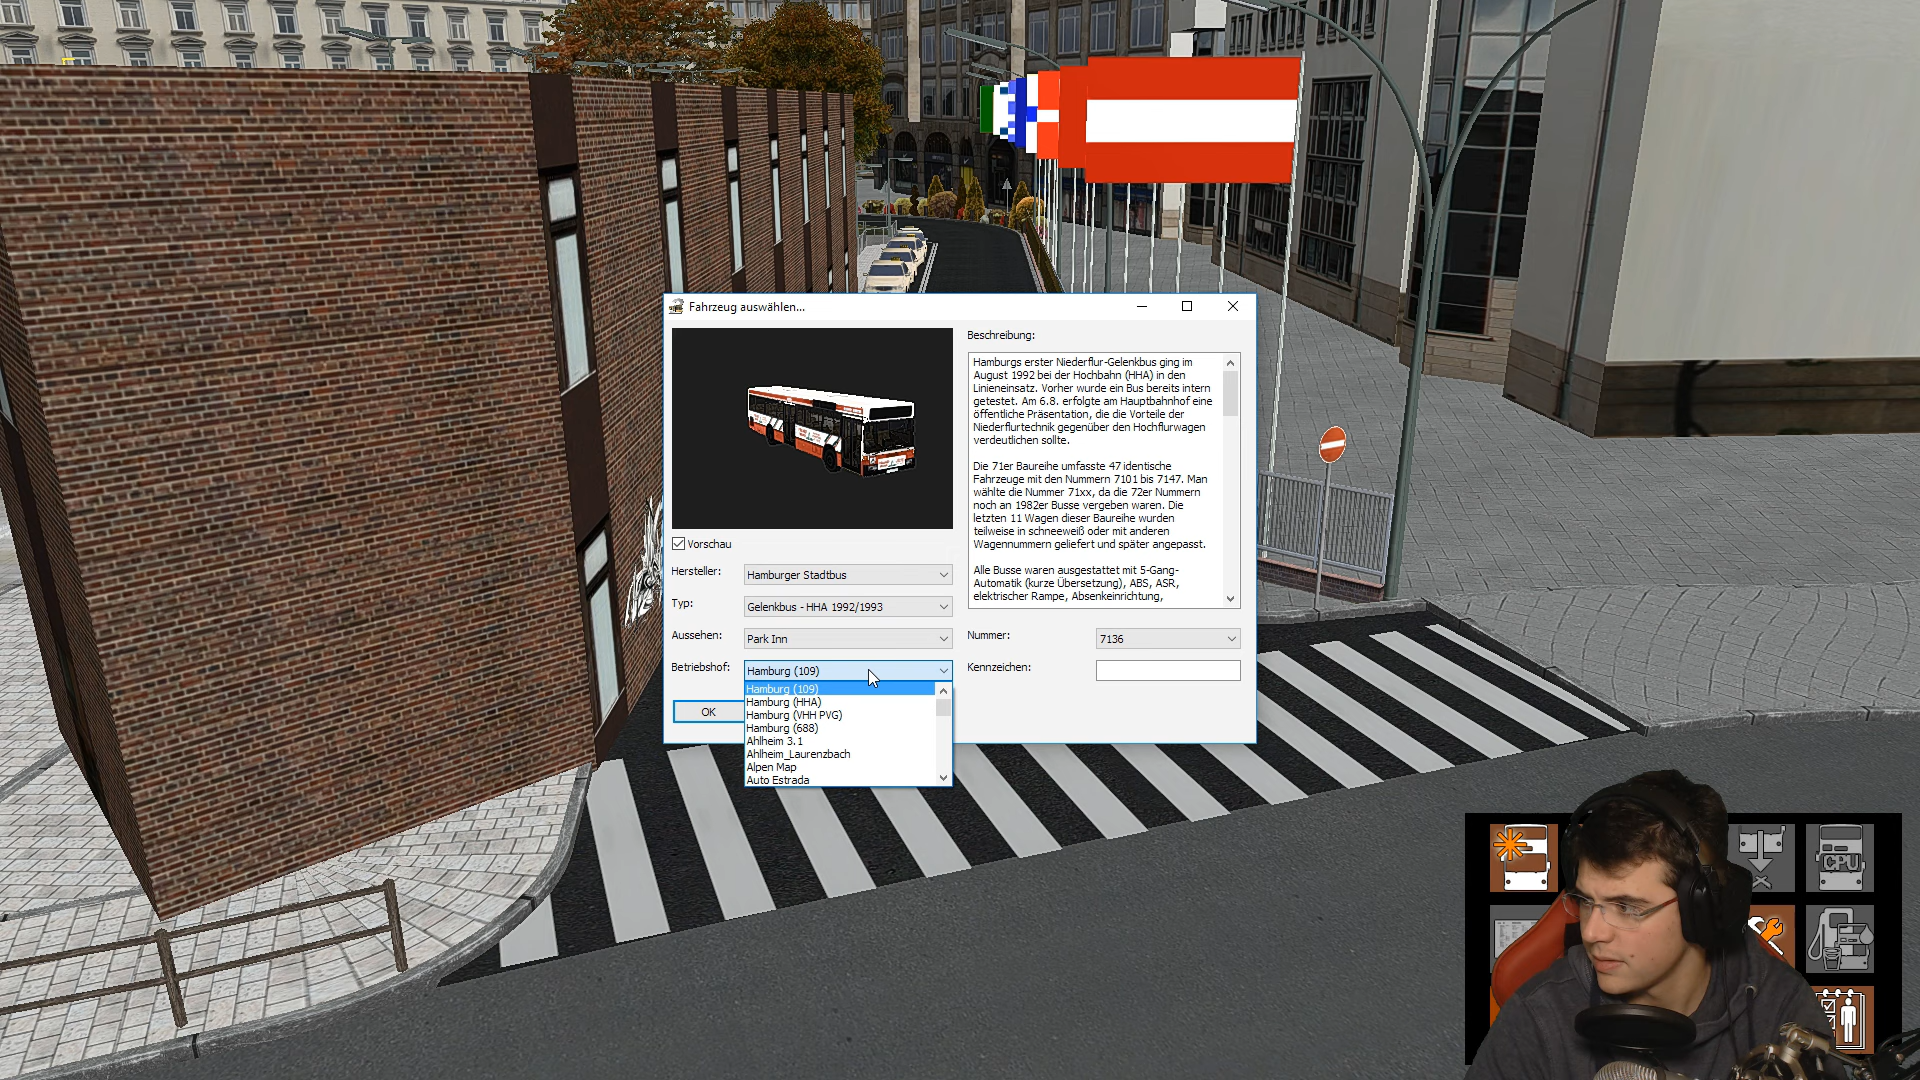 Fahrzeug auswählen...
Beschreibung:
Hamburgs erster Niederflur-Gelenkbus ging im
August 1992 bei der Hochbahn (HHA) in den
Linieneinsatz. Vorher wurde ein Bus bereits intern
getestet. Am 6.8. erfolgte am Hauptbahnhof eine
öffentliche Präsentation, die die Vorteile der
Niederflurtechnik gegenüber den Hochflurwagen
verdeutlichen sollte.
Die 71er Baureihe umfasste 47 identische
Fahrzeuge mit den Nummern 7101 bis 7147. Man
wählte die Nummer 71xx, da die 72er Nummern
noch an 1982er Busse vergeben waren. Die
letzten 11 Wagen dieser Baureihe wurden
teilweise in schneeweiß oder mit anderen
Wagennummern geliefert und später angepasst.
Alle Busse waren ausgestattet mit 5-Gang-
Automatik (kurze Übersetzung), ABS, ASR,
elektrischer Rampe, Absenkeinrichtung,
Vorschau
Hersteller: Hamburger Stadtbus
Typ: Gelenkbus - HHA 1992/1993
Aussehen: Park Inn
Nummer: 7136
Betriebshof: Hamburg (109)
Kennzeichen:
Hamburg (109)
Hamburg (HHA)
Hamburg (VHH PVG)
Hamburg (688)
Ahlheim 3.1
Ahlheim_Laurenzbach
Alpen Map
Auto Estrada
OK
CPU